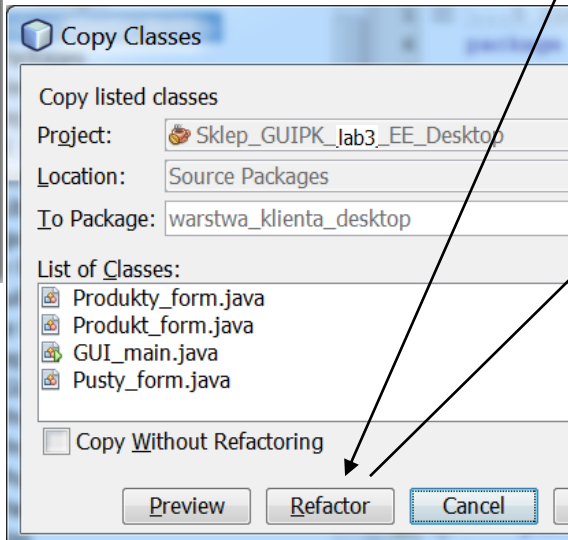 Copy Classes
package
Copy listed classes
Project: Sklep_GUIPK_lab3_EE_Desktop
Location: Source Packages
To Package: warstwa_klienta_desktop
List of Classes:
Produkty_form.java
Produkt_form.java
GUI_main.java
Pusty_form.java
Copy Without Refactoring
Preview Refactor Cancel